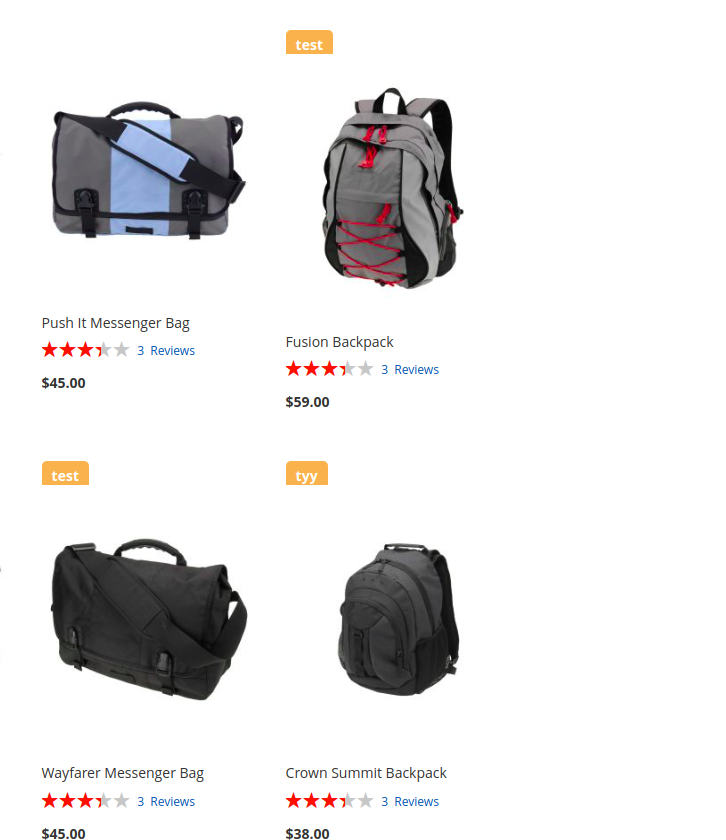 test
Push It Messenger Bag
3 Reviews
$45.00
Fusion Backpack
3 Reviews
$59.00
test
tyy
Wayfarer Messenger Bag
3 Reviews
$45.00
Crown Summit Backpack
3 Reviews
$38.00